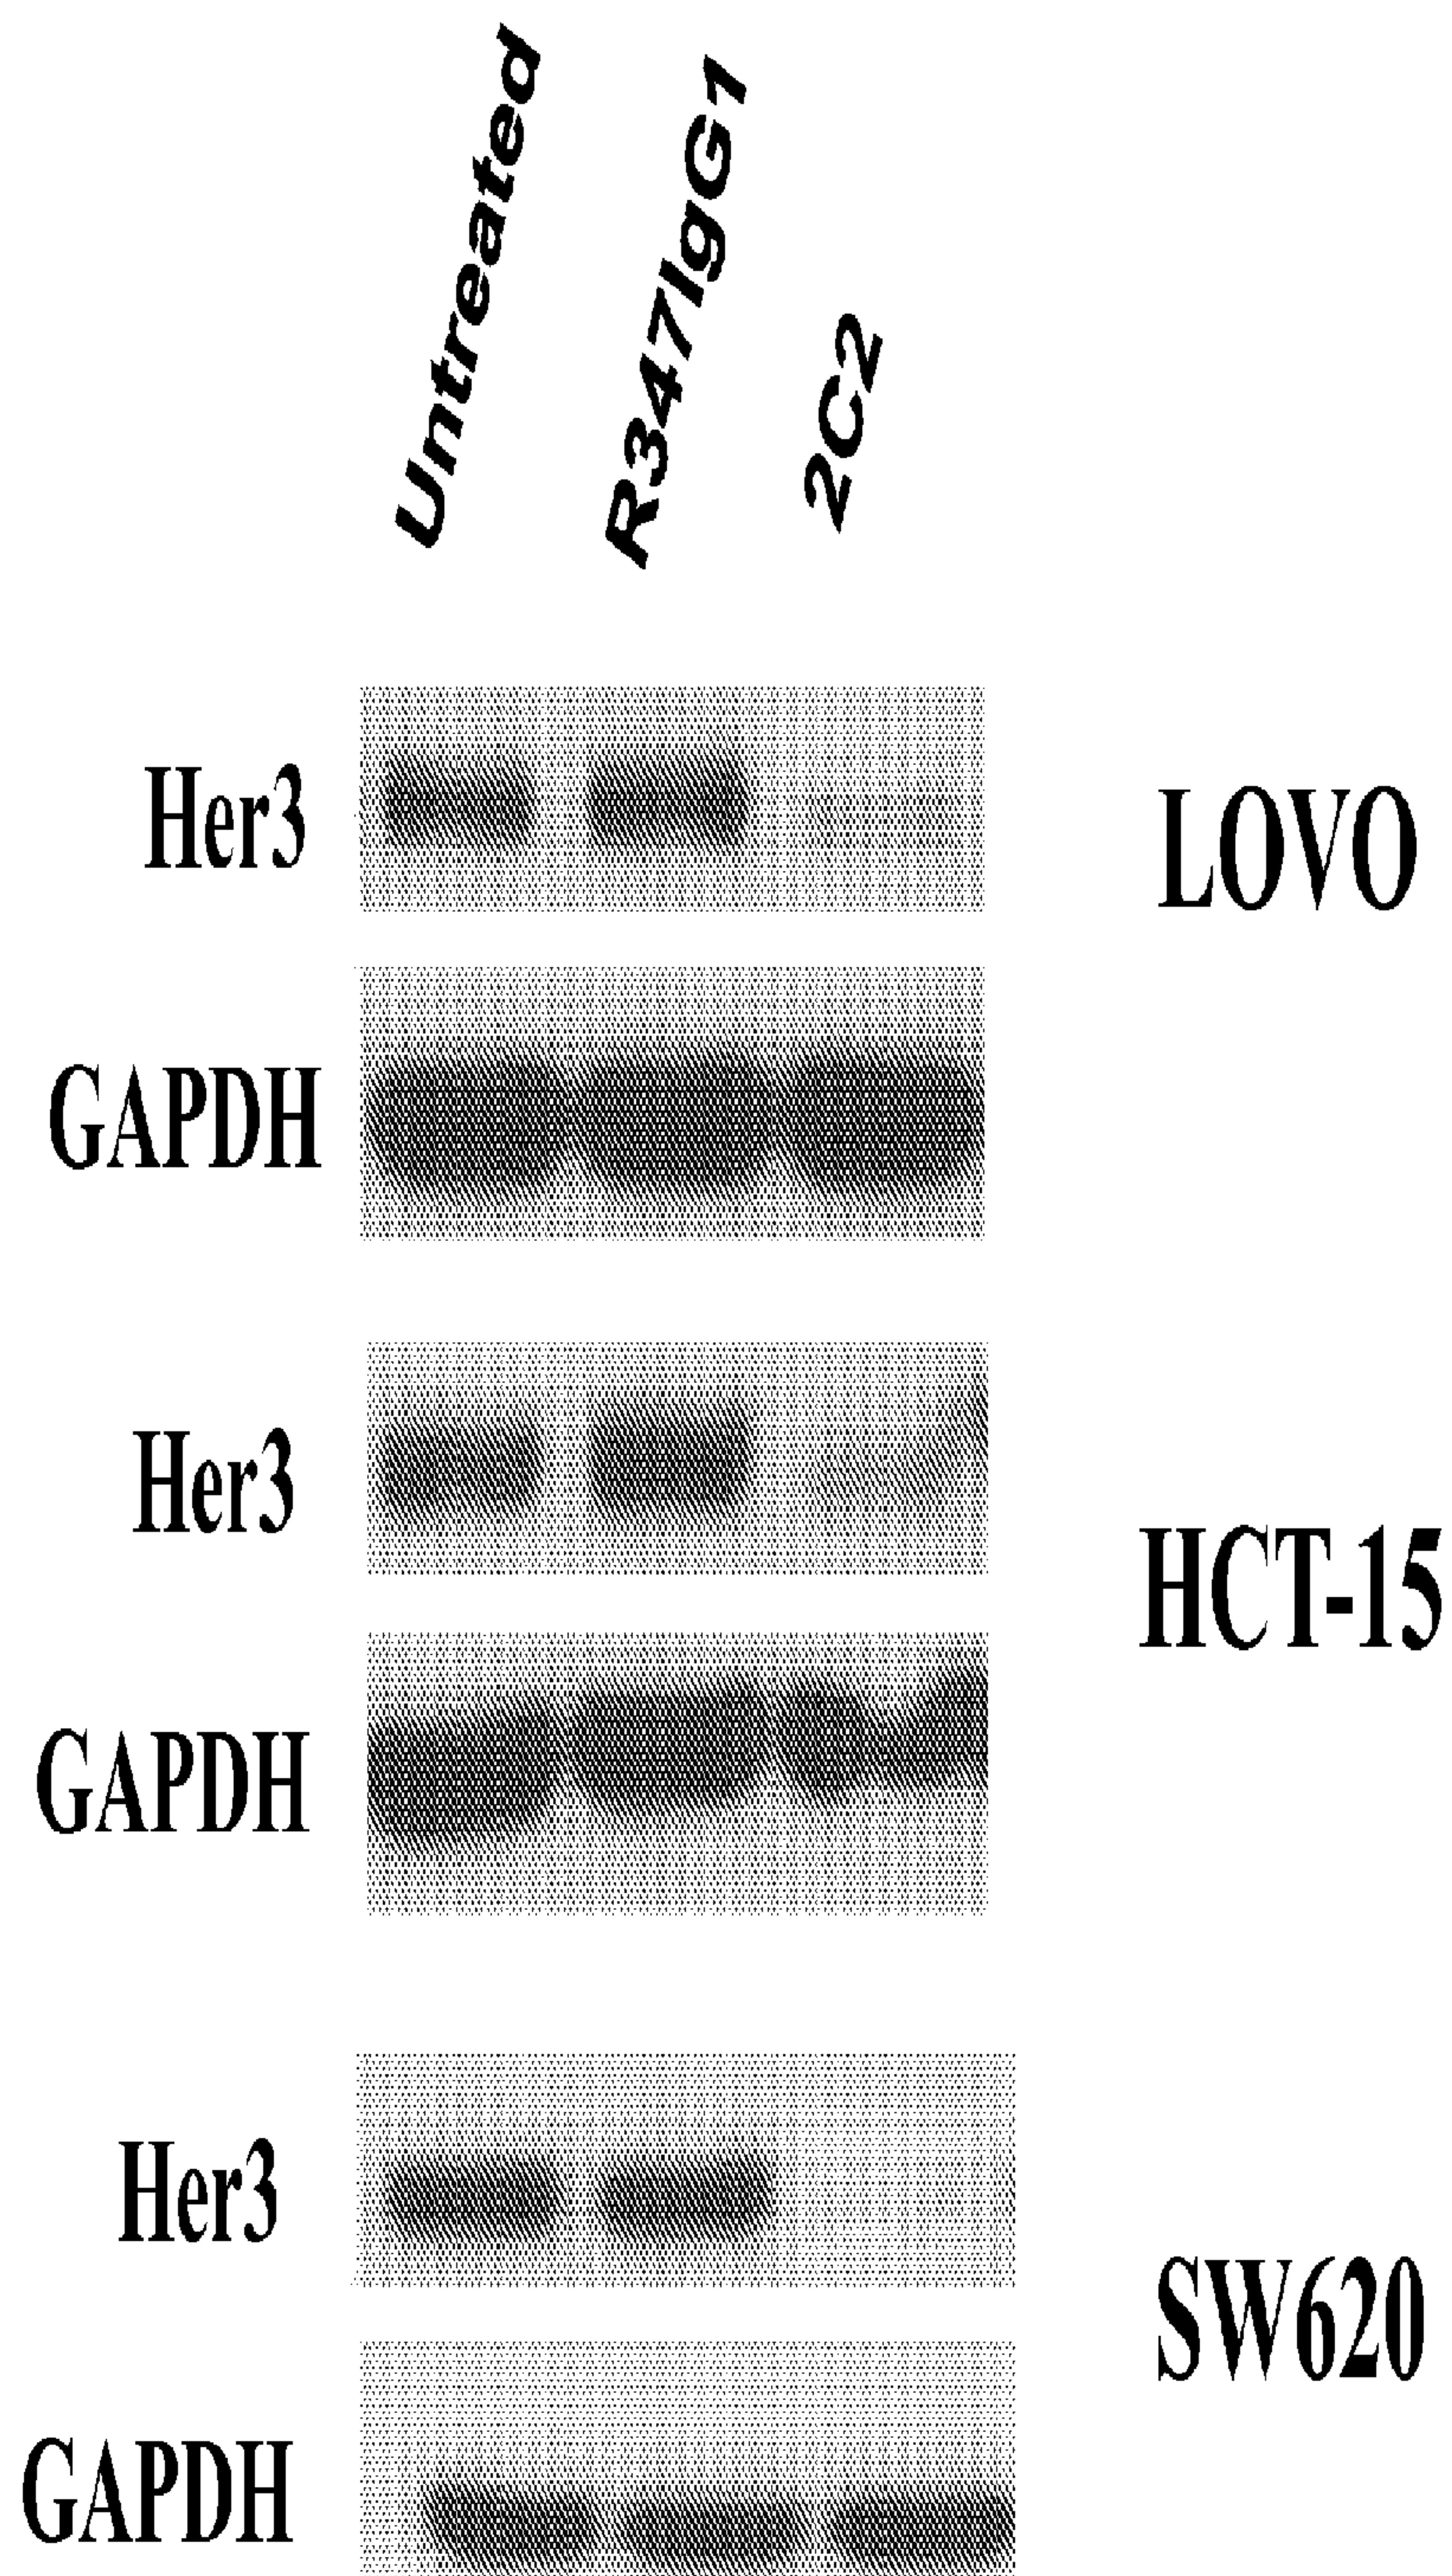 Untreated
R347IgG1
2C2
Her3
LOVO
GAPDH
Her3
HCT-15
GAPDH
Her3
SW620
GAPDH